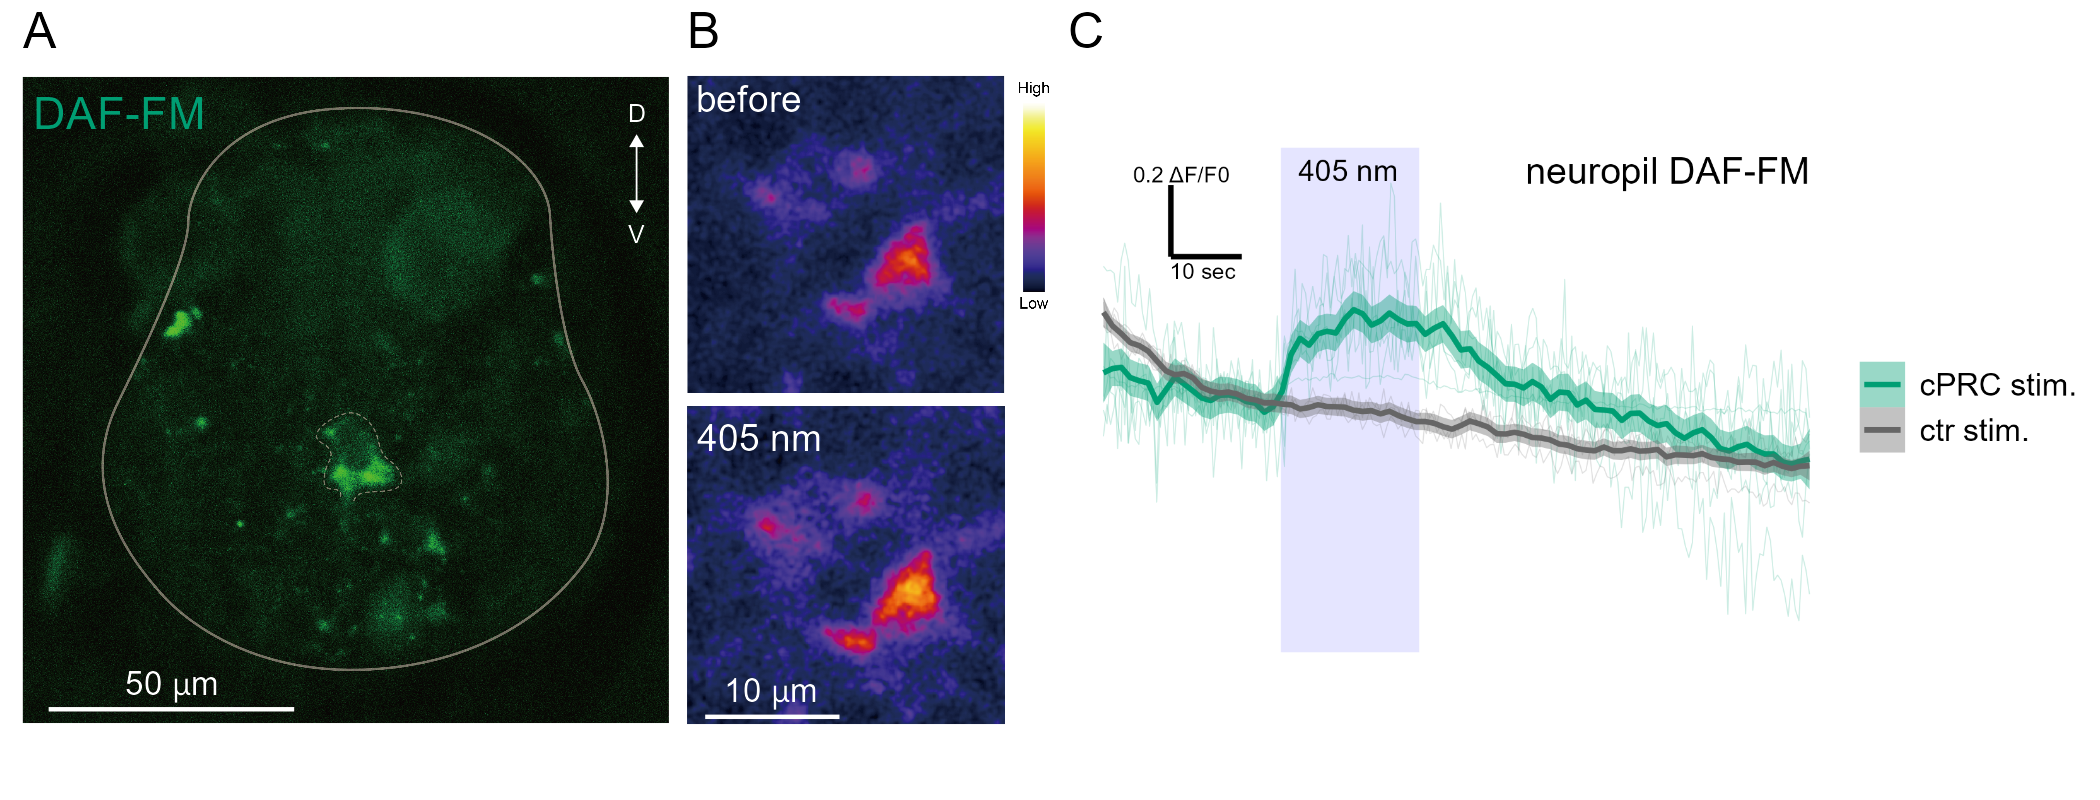 A
DAF-FM
D
V
50 μm
B
before
High
Low
405 nm
10 μm
C
0.2 ΔF/F0
10 sec
405 nm
neuropil DAF-FM
cPRC stim.
ctr stim.